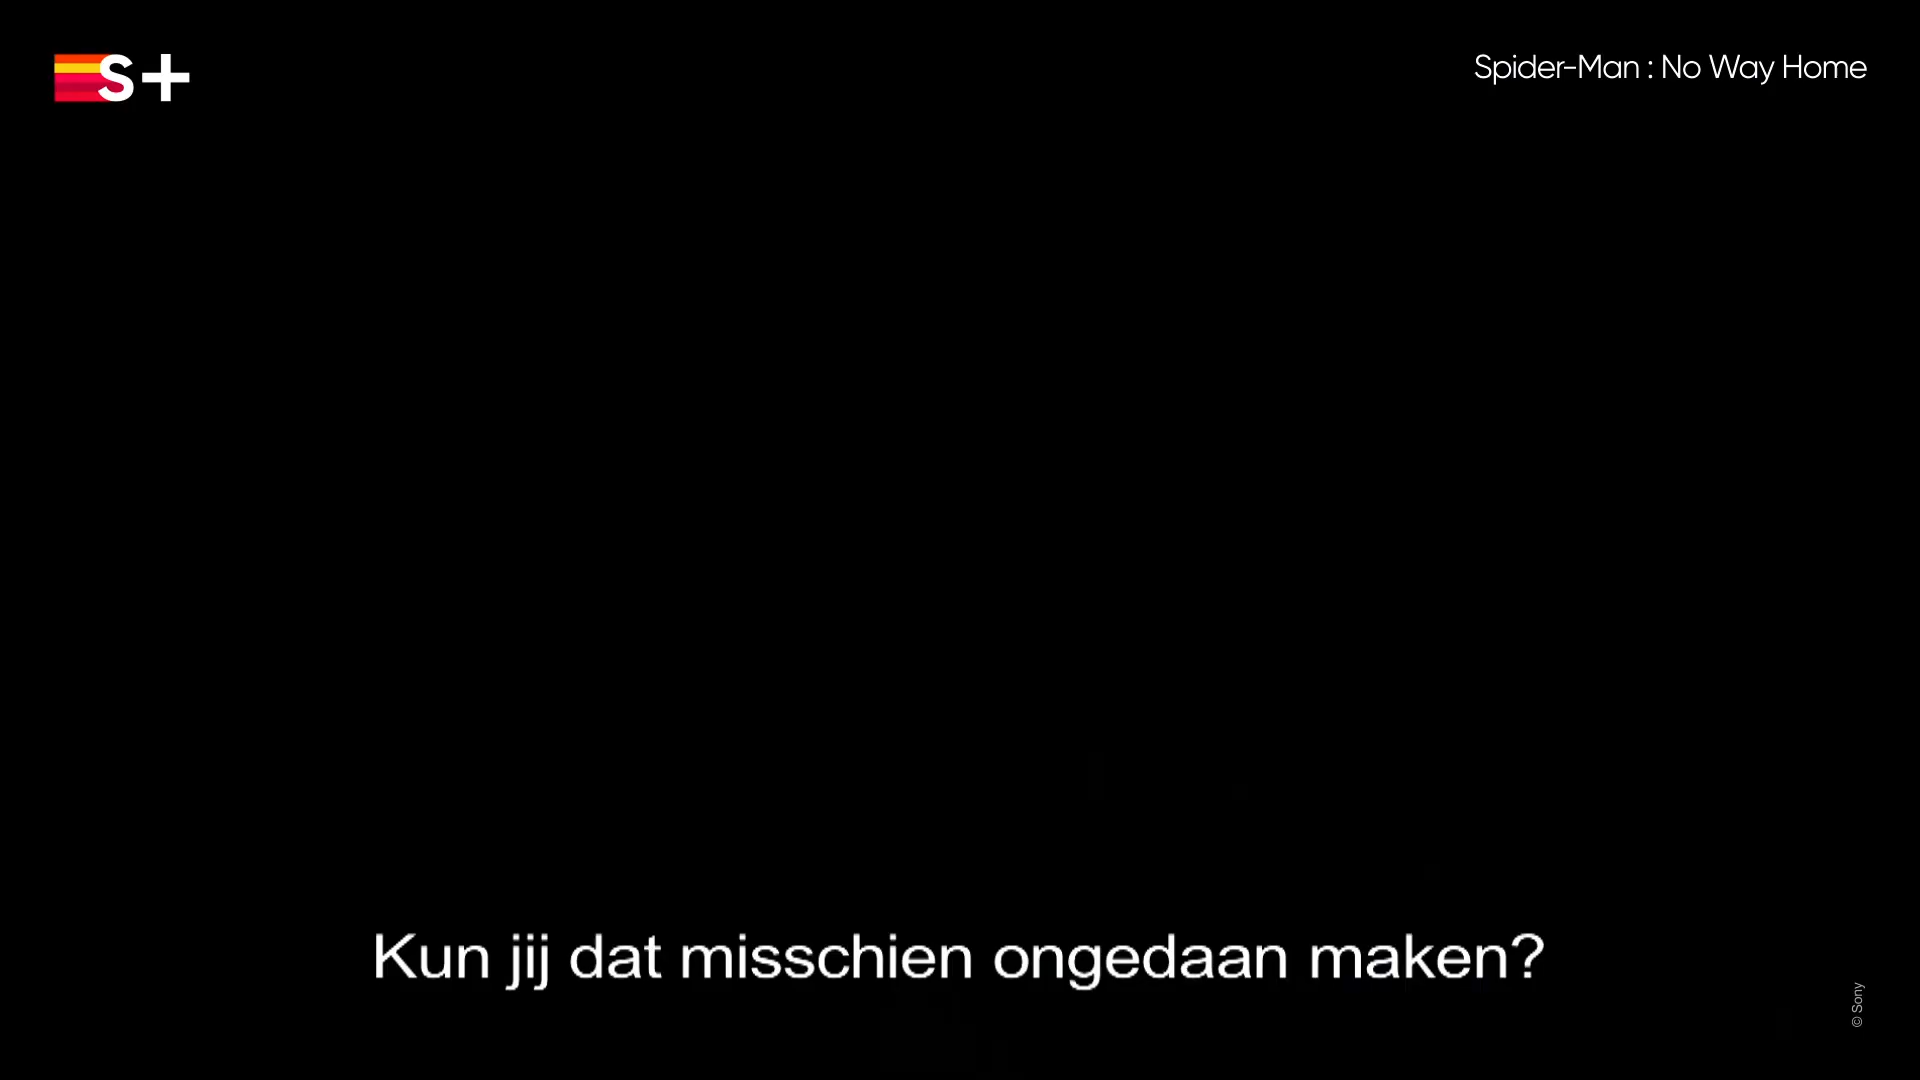 S+
Spider-Man : No Way Home
Kun jij dat misschien ongedaan maken?
© Sony